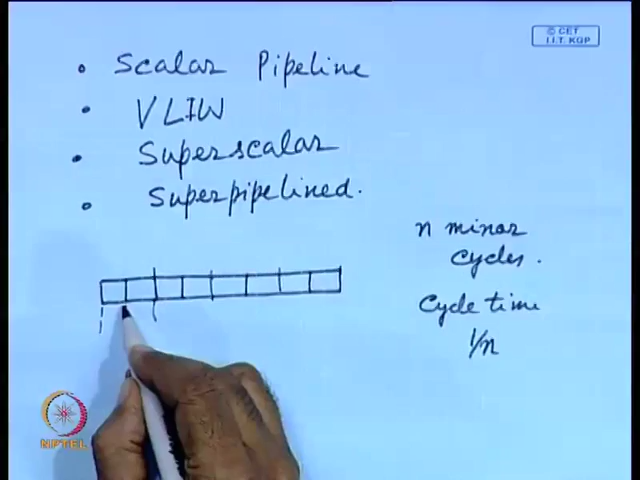 © CET
I.I.T. KGP
• Scalar Pipeline
• VLIW
• Superscalar
• Superpipelined.
n minor
cycles.
Cycle time
1/n
NPTEL